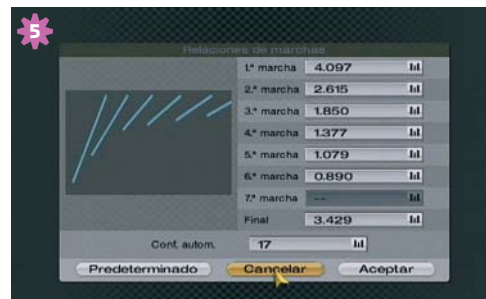 5
Relaciones de marchas
1.ª marcha 4.097
2.ª marcha 2.615
3.ª marcha 1.850
4.ª marcha 1.377
5.ª marcha 1.079
6.ª marcha 0.890
7.ª marcha --
Final 3.429
Conf. autom. 17
Predeterminado Cancelar Aceptar